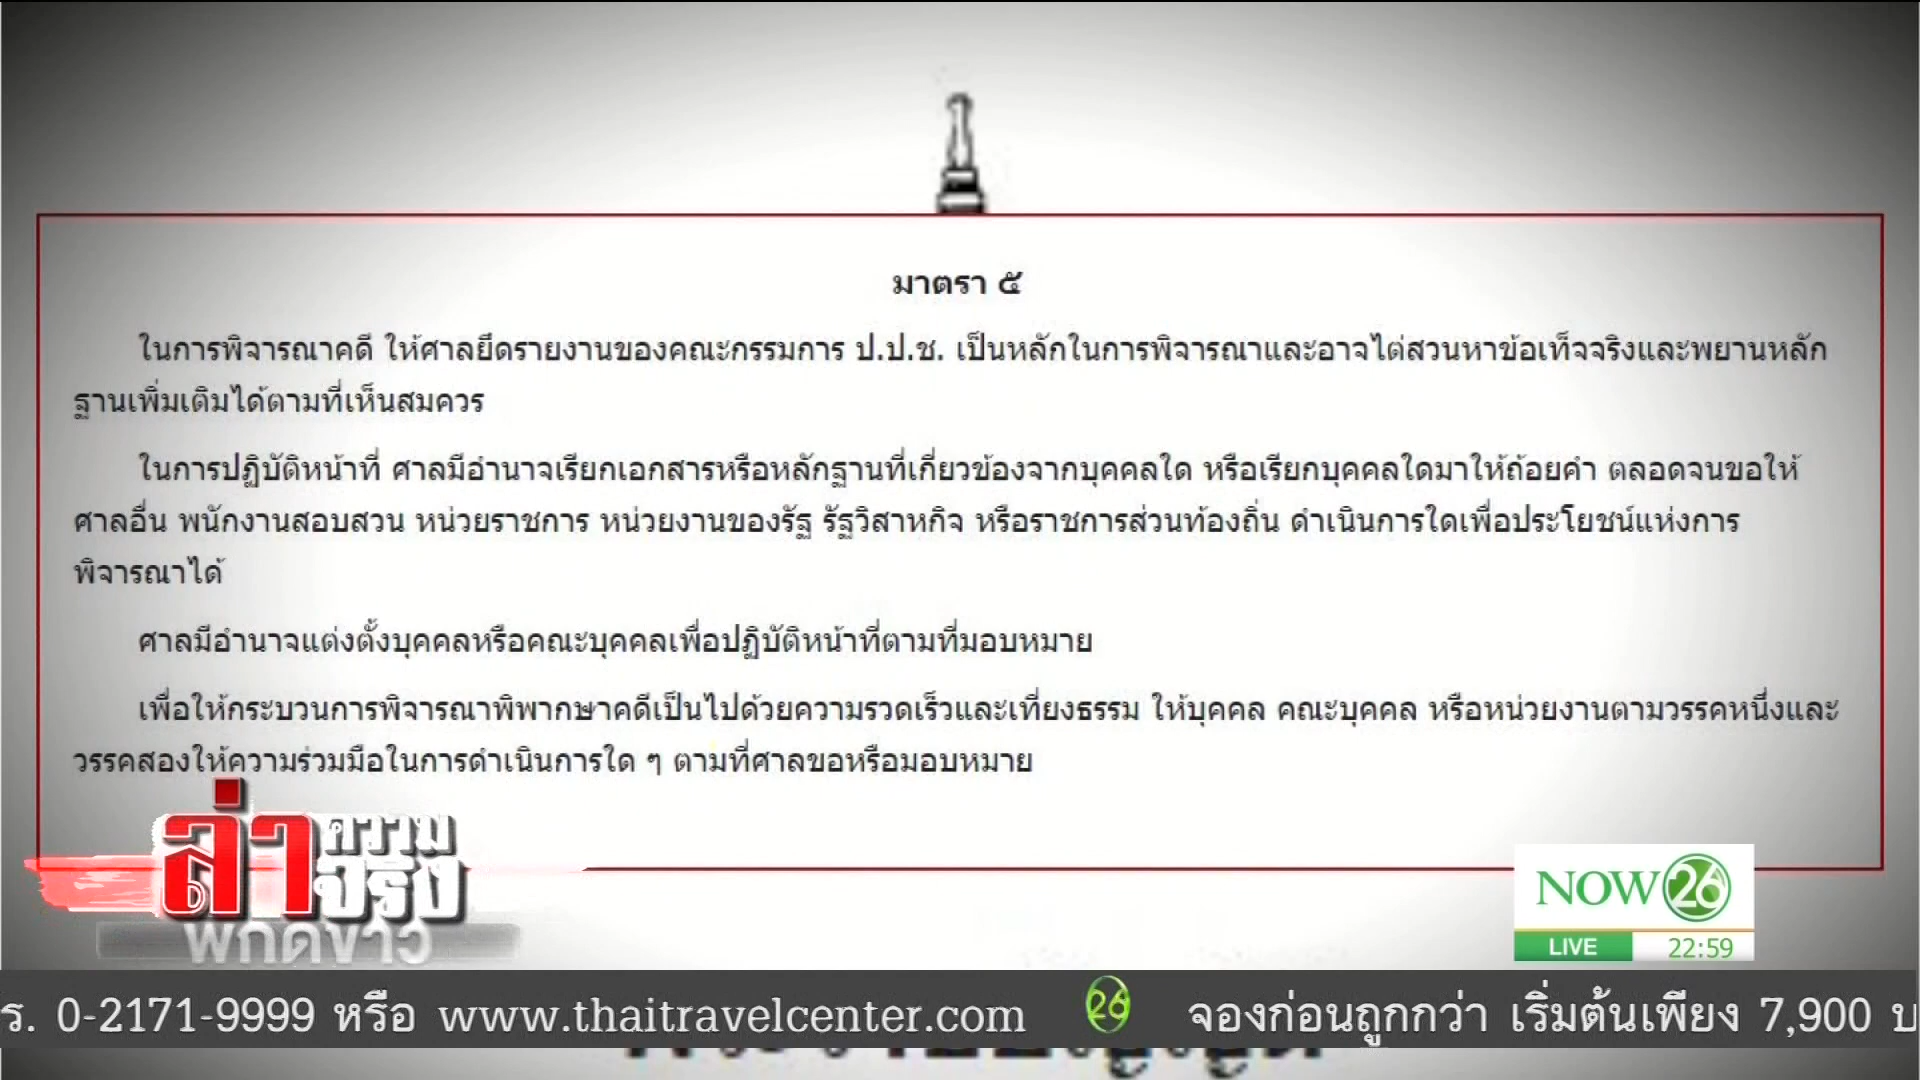 มาตรา ๕
ในการพิจารณาคดี ให้ศาลยึดรายงานของคณะกรรมการ ป.ป.ช. เป็นหลักในการพิจารณาและอาจไต่สวนหาข้อเท็จจริงและพยานหลัก
ฐานเพิ่มเติมได้ตามที่เห็นสมควร
ในการปฏิบัติหน้าที่ ศาลมีอำนาจเรียกเอกสารหรือหลักฐานที่เกี่ยวข้องจากบุคคลใด หรือเรียกบุคคลใดมาให้ถ้อยคำ ตลอดจนขอให้
ศาลอื่น พนักงานสอบสวน หน่วยราชการ หน่วยงานของรัฐ รัฐวิสาหกิจ หรือราชการส่วนท้องถิ่น ดำเนินการใดเพื่อประโยชน์แห่งการ
พิจารณาได้
ศาลมีอำนาจแต่งตั้งบุคคลหรือคณะบุคคลเพื่อปฏิบัติหน้าที่ตามที่มอบหมาย
เพื่อให้กระบวนการพิจารณาพิพากษาคดีเป็นไปด้วยความรวดเร็วและเที่ยงธรรม ให้บุคคล คณะบุคคล หรือหน่วยงานตามวรรคหนึ่งและ
วรรคสองให้ความร่วมมือในการดำเนินการใด ๆ ตามที่ศาลขอหรือมอบหมาย
ล่าความจริง
พิกัดข่าว
NOW26
LIVE 22:59
ร. 0-2171-9999 หรือ www.thaitravelcenter.com 26 จองก่อนถูกกว่า เริ่มต้นเพียง 7,900 บ